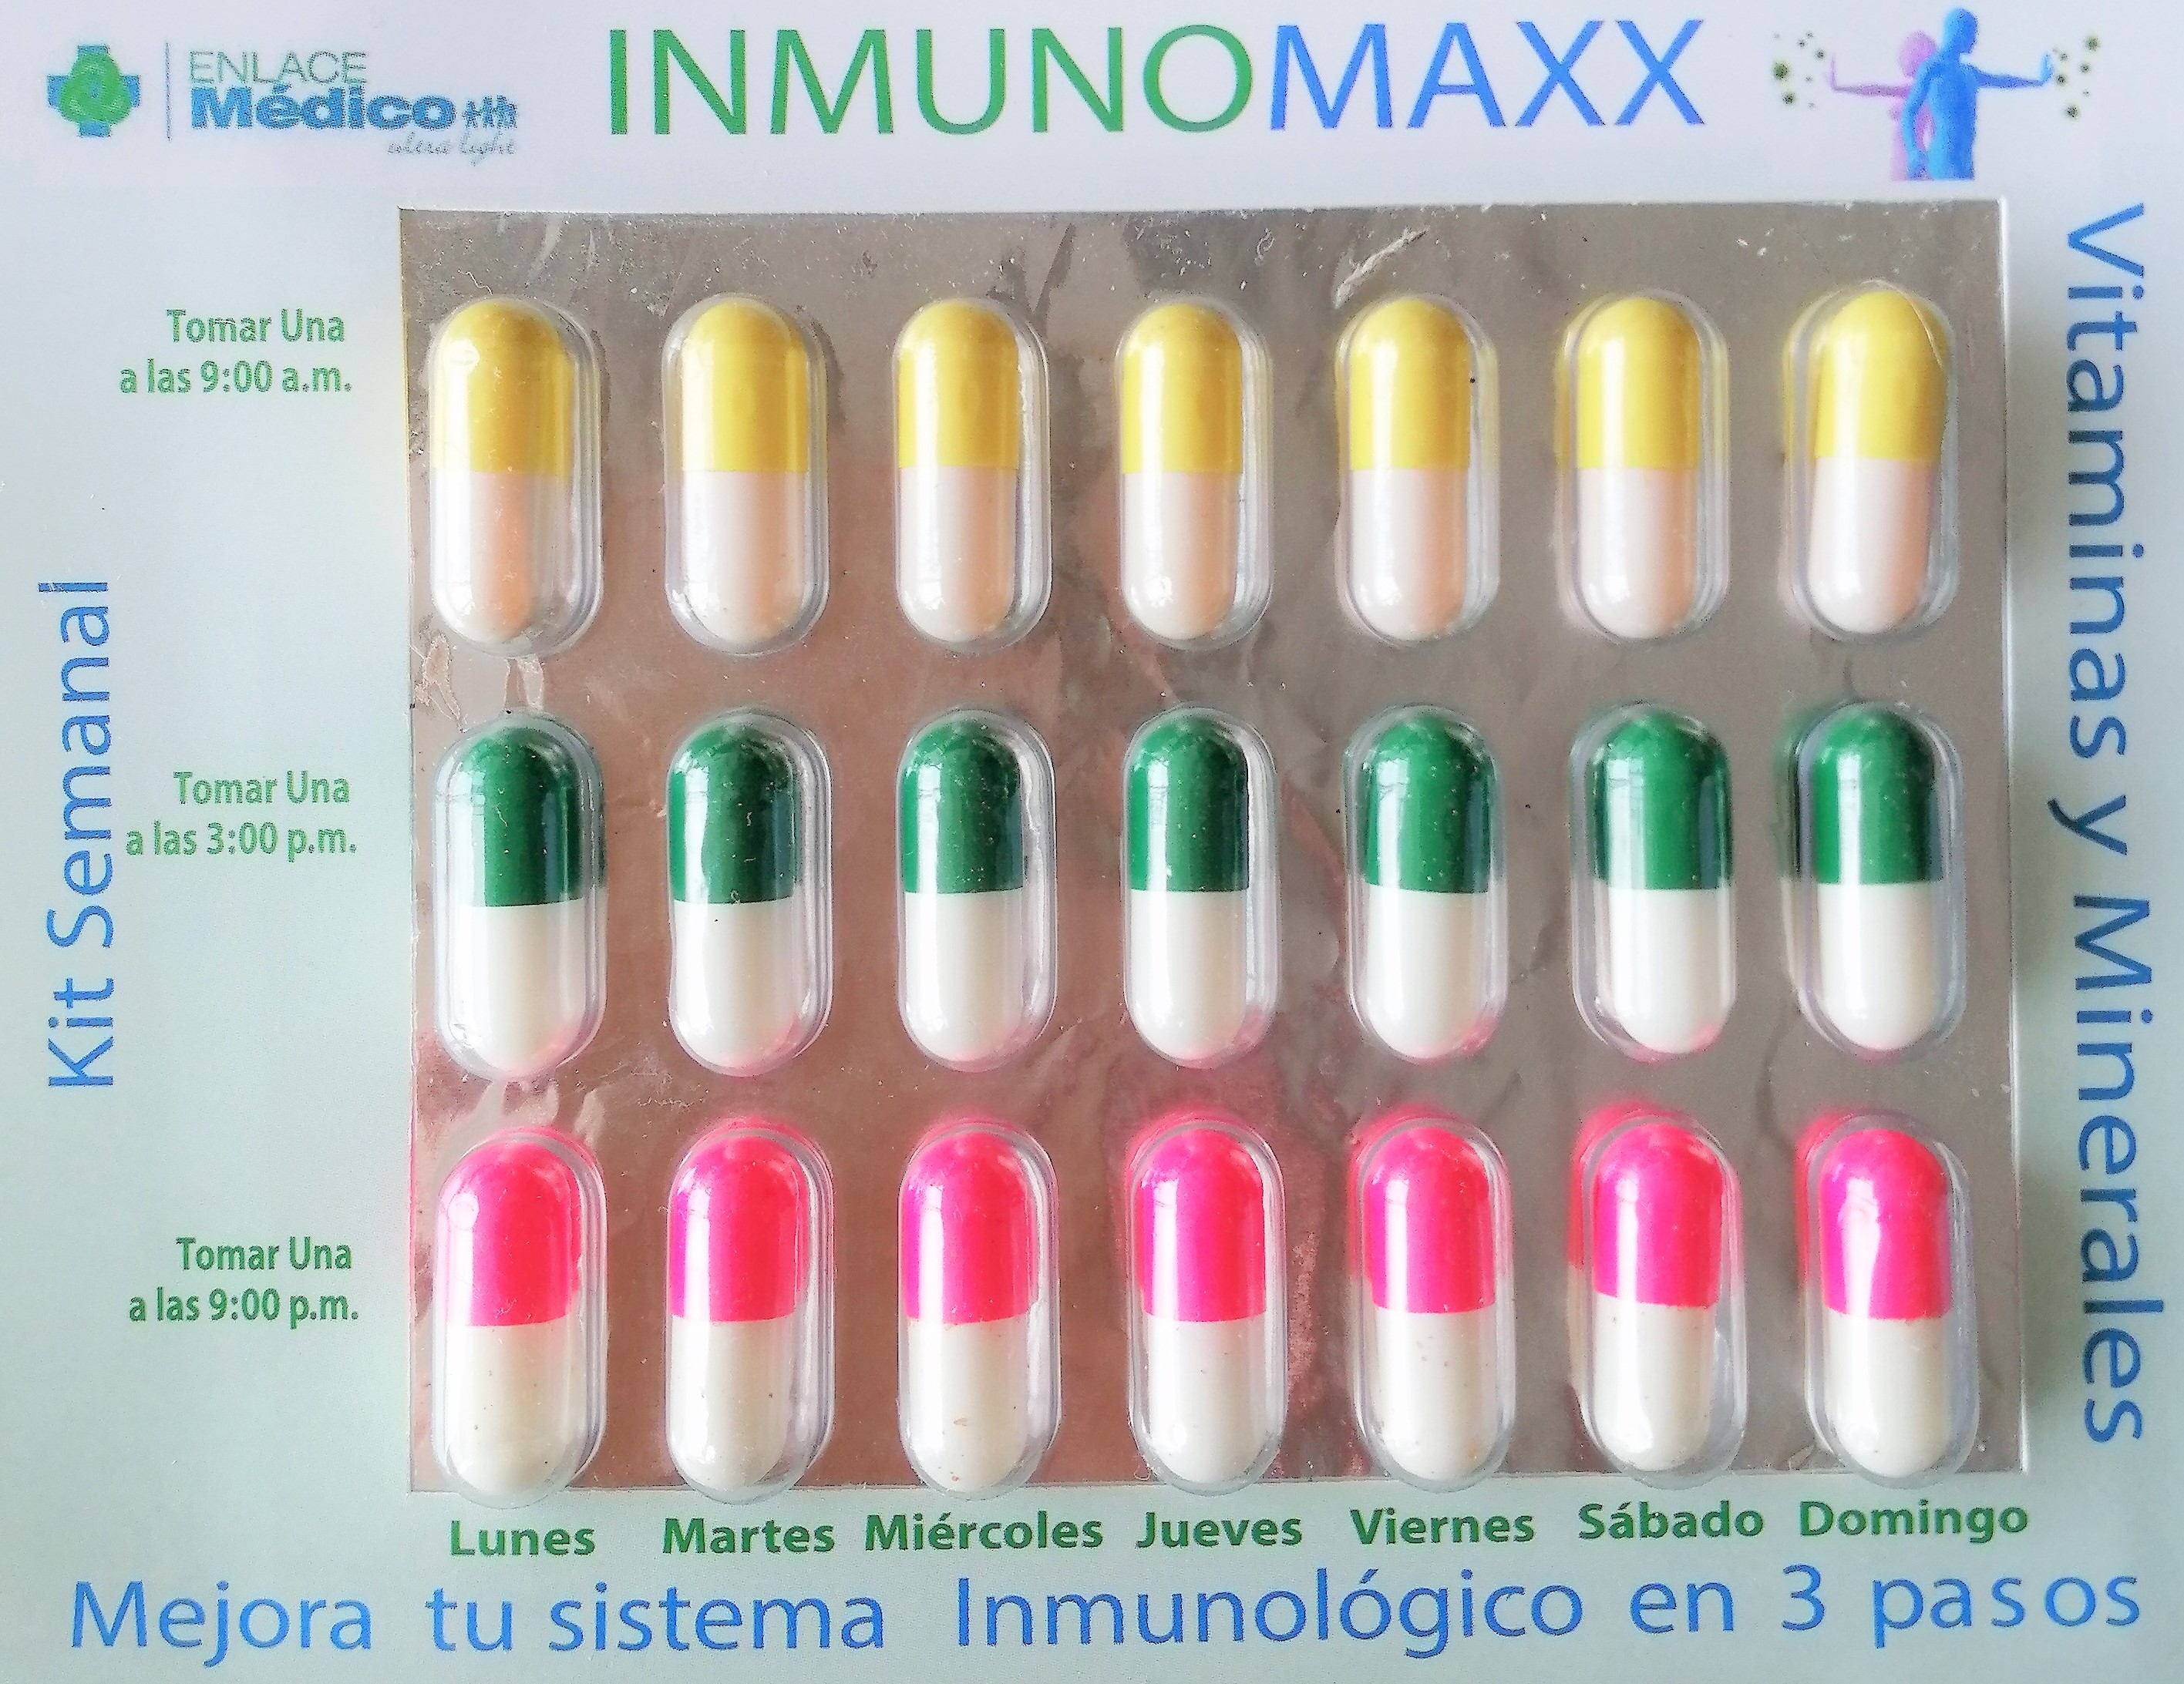 ENLACE
Médico
ultra light
INMUNOMAXX
Tomar Una
a las 9:00 a.m.
Tomar Una
a las 3:00 p.m.
Tomar Una
a las 9:00 p.m.
Kit Semanal
Vitaminas y Minerales
Lunes Martes Miércoles Jueves Viernes Sábado Domingo
Mejora tu sistema Inmunológico en 3 pasos